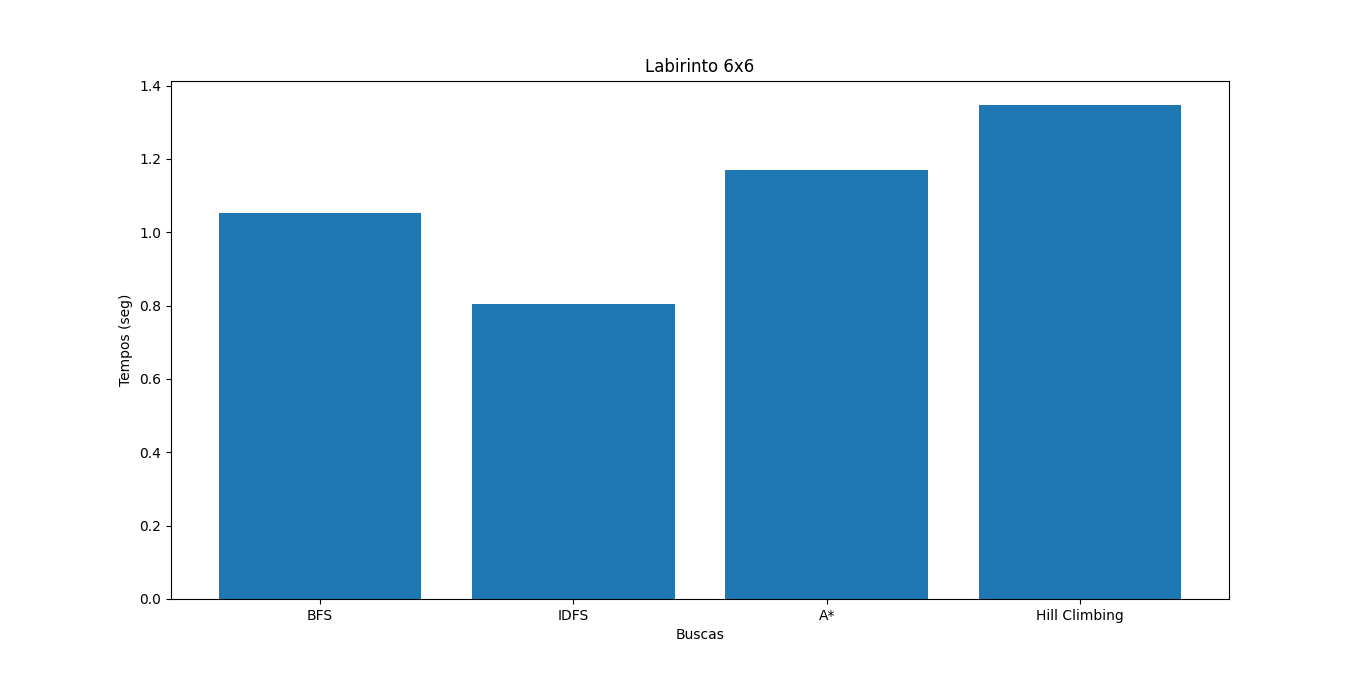 Labirinto 6x6
Tempos (seg)
1.4
1.2
1.0
0.8
0.6
0.4
0.2
0.0
BFS
IDFS
A*
Hill Climbing
Buscas